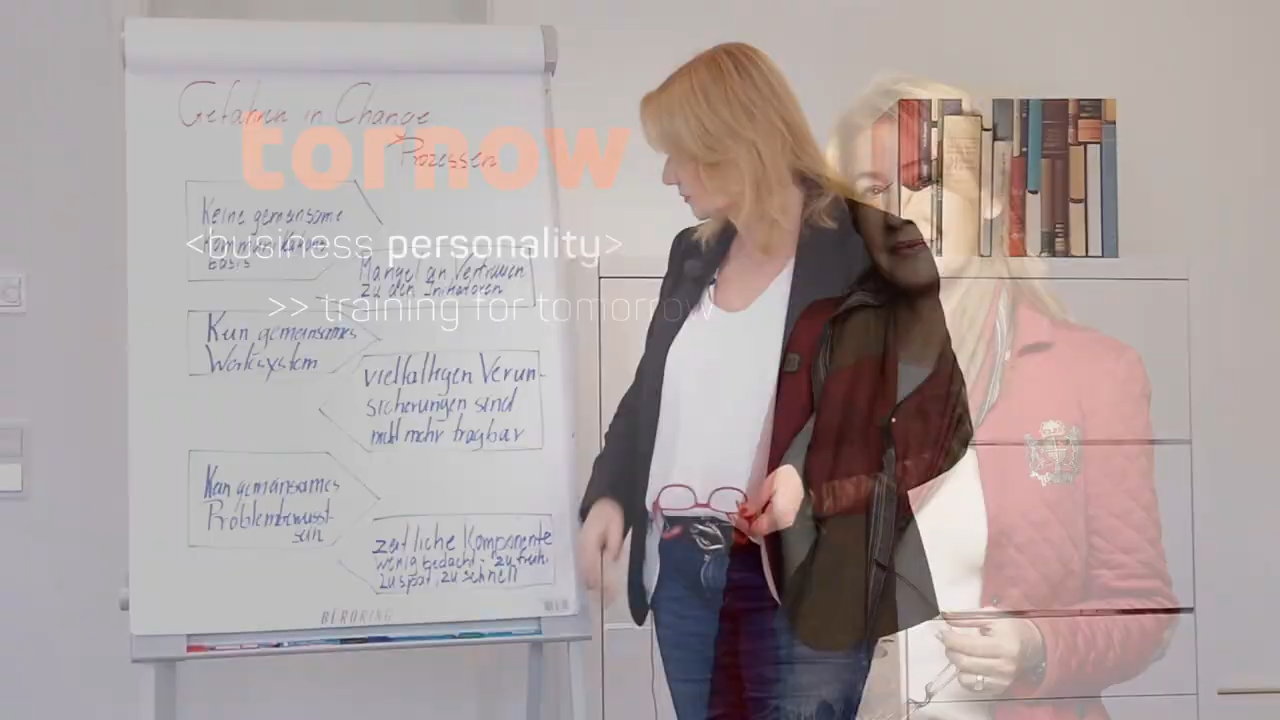 Gefahren in Change
Prozessen
tornow
<business personality>
>> training for tomorrow
Keine gemeinsame
Kommunikations
basis
Mangel an Vertrauen
zu den Initiatoren
Kein gemeinsames
Wertesystem
vielfältigen Verun-
sicherungen sind
nicht mehr tragbar
Kein gemeinsames
Problembewusst-
sein
zeitliche Komponente
wenig bedacht - zu früh
zu spät, zu schnell